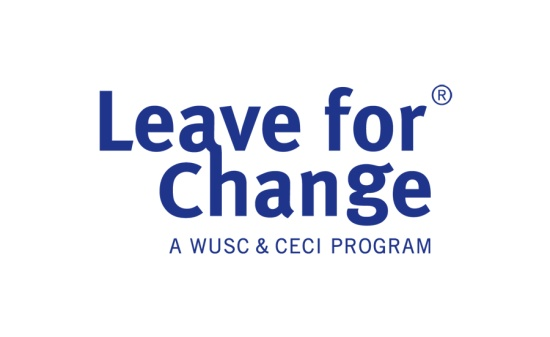 Leave for®
Change
A WUSC & CECI PROGRAM